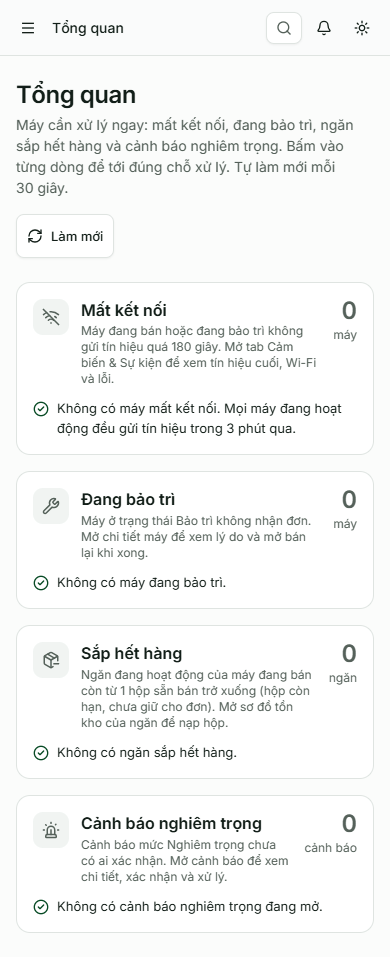 Tổng quan
Tổng quan
Máy cần xử lý ngay: mất kết nối, đang bảo trì, ngăn
sắp hết hàng và cảnh báo nghiêm trọng. Bấm vào
từng dòng để tới đúng chỗ xử lý. Tự làm mới mỗi
30 giây.
Làm mới
Mất kết nối
0
máy
Máy đang bán hoặc đang bảo trì không
gửi tín hiệu quá 180 giây. Mở tab Cảm
biến & Sự kiện để xem tín hiệu cuối, Wi-Fi
và lỗi.
Không có máy mất kết nối. Mọi máy đang hoạt
động đều gửi tín hiệu trong 3 phút qua.
Đang bảo trì
0
máy
Máy ở trạng thái Bảo trì không nhận đơn.
Mở chi tiết máy để xem lý do và mở bán
lại khi xong.
Không có máy đang bảo trì.
Sắp hết hàng
0
ngăn
Ngăn đang hoạt động của máy đang bán
còn từ 1 hộp sẵn bán trở xuống (hộp còn
hạn, chưa giữ cho đơn). Mở sơ đồ tồn
kho của ngăn để nạp hộp.
Không có ngăn sắp hết hàng.
Cảnh báo nghiêm trọng
0
cảnh báo
Cảnh báo mức Nghiêm trọng chưa
có ai xác nhận. Mở cảnh báo để xem
chi tiết, xác nhận và xử lý.
Không có cảnh báo nghiêm trọng đang mở.